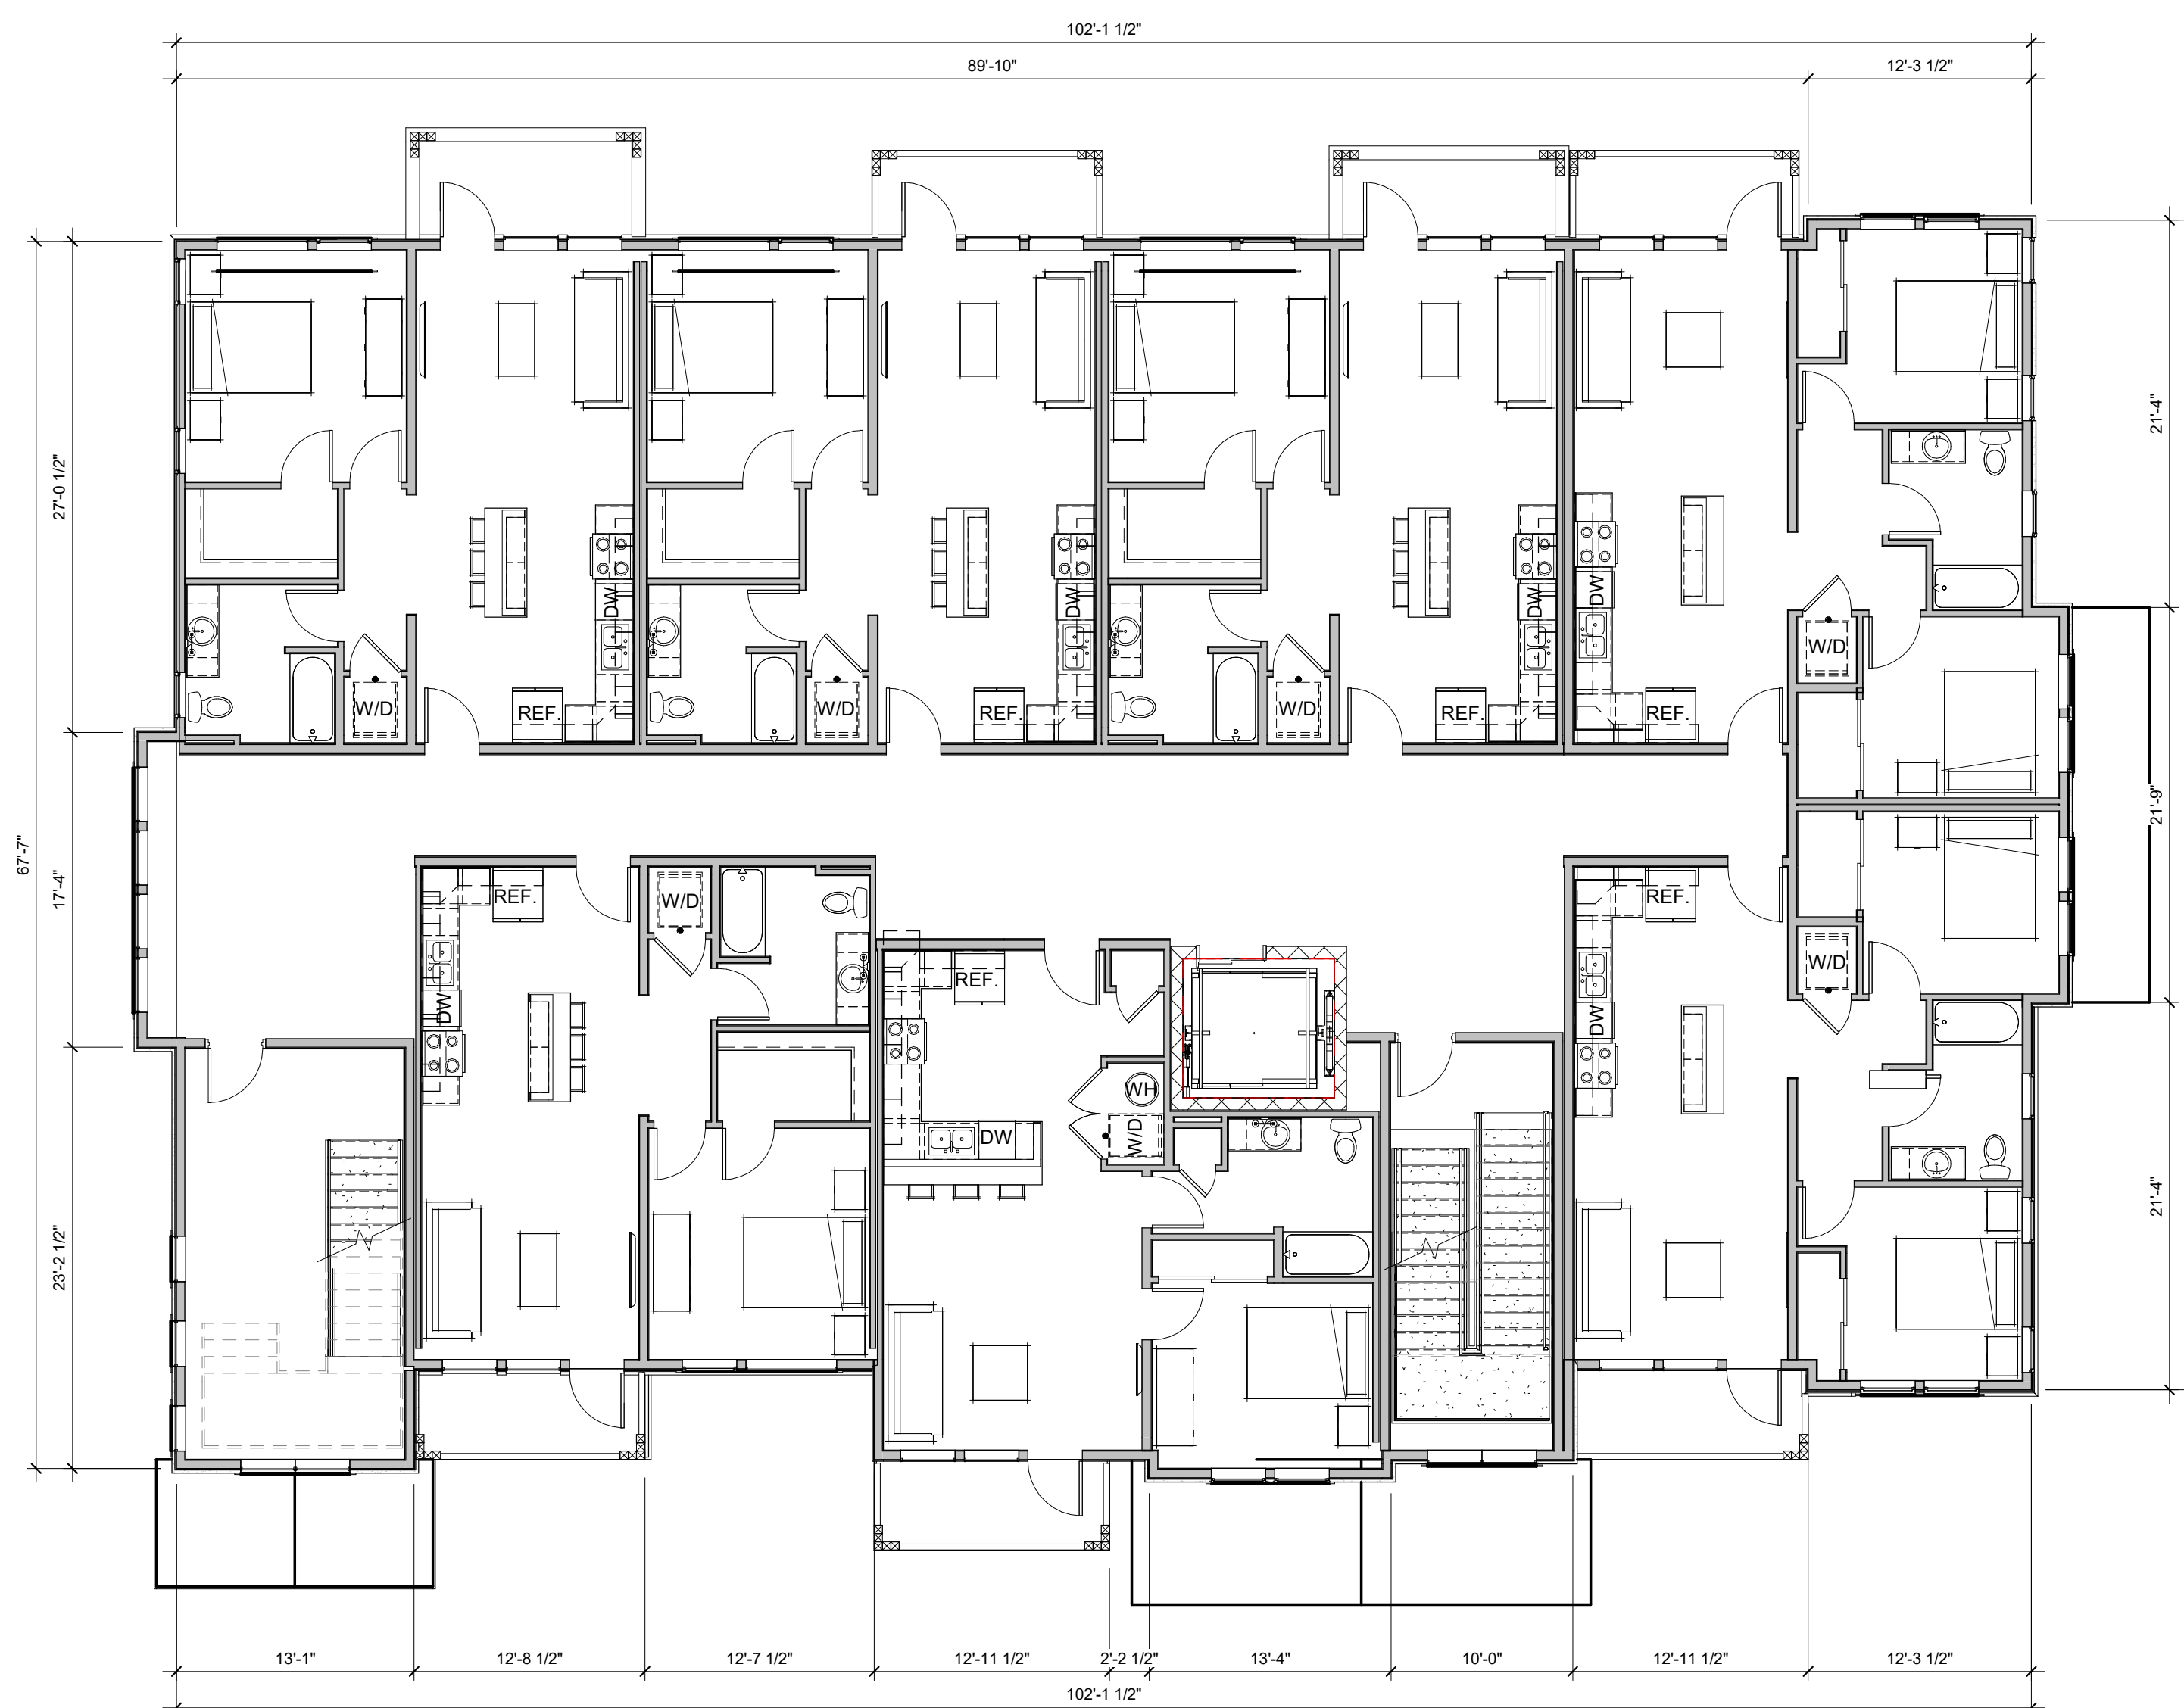 102'-1 1/2"
89'-10"
12'-3 1/2"
21'-4"
27'-0 1/2"
DW
DW
DW
DW
W/D
W/D
W/D
W/D
REF.
REF.
REF.
REF.
21'-9"
67'-7"
17'-4"
REF.
W/D
REF.
W/D
REF.
DW
DW
WH
W/D
DW
21'-4"
23'-2 1/2"
13'-1"
12'-8 1/2"
12'-7 1/2"
12'-11 1/2"
2'-2 1/2"
13'-4"
10'-0"
12'-11 1/2"
12'-3 1/2"
102'-1 1/2"